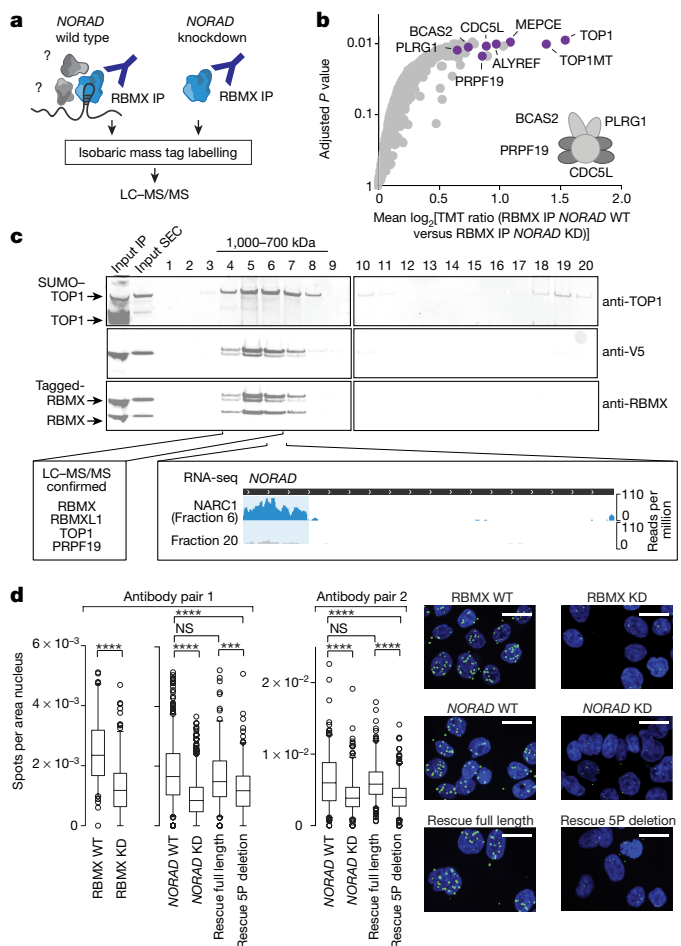 a
NORAD wild type
NORAD knockdown
?
?
RBMX IP
RBMX IP
Isobaric mass tag labelling
LC–MS/MS
b
Adjusted P value
0.01
0.1
1
0
0.5
1.0
1.5
2.0
BCAS2
CDC5L
MEPCE
TOP1
PLRG1
ALYREF
TOP1MT
PRPF19
BCAS2
PLRG1
PRPF19
CDC5L
Mean log2[TMT ratio (RBMX IP NORAD WT
versus RBMX IP NORAD KD)]
c
Input IP
Input SEC
1,000–700 kDa
1 2 3 4 5 6 7 8 9 10 11 12 13 14 15 16 17 18 19 20
SUMO–
TOP1
TOP1
anti-TOP1
anti-V5
Tagged-
RBMX
RBMX
anti-RBMX
LC–MS/MS
confirmed
RBMX
RBMXL1
TOP1
PRPF19
RNA-seq NORAD
NARC1
(Fraction 6)
Fraction 20
110
0
110
0
Reads per
million
d
Antibody pair 1
Antibody pair 2
Spots per area nucleus
6 × 10⁻³
4 × 10⁻³
2 × 10⁻³
0
****
****
NS
****
***
RBMX WT
RBMX KD
NORAD WT
NORAD KD
Rescue full length
Rescue 5P deletion
2 × 10⁻²
1 × 10⁻²
0
****
NS
****
****
NORAD WT
NORAD KD
Rescue full length
Rescue 5P deletion
RBMX WT
RBMX KD
NORAD WT
NORAD KD
Rescue full length
Rescue 5P deletion